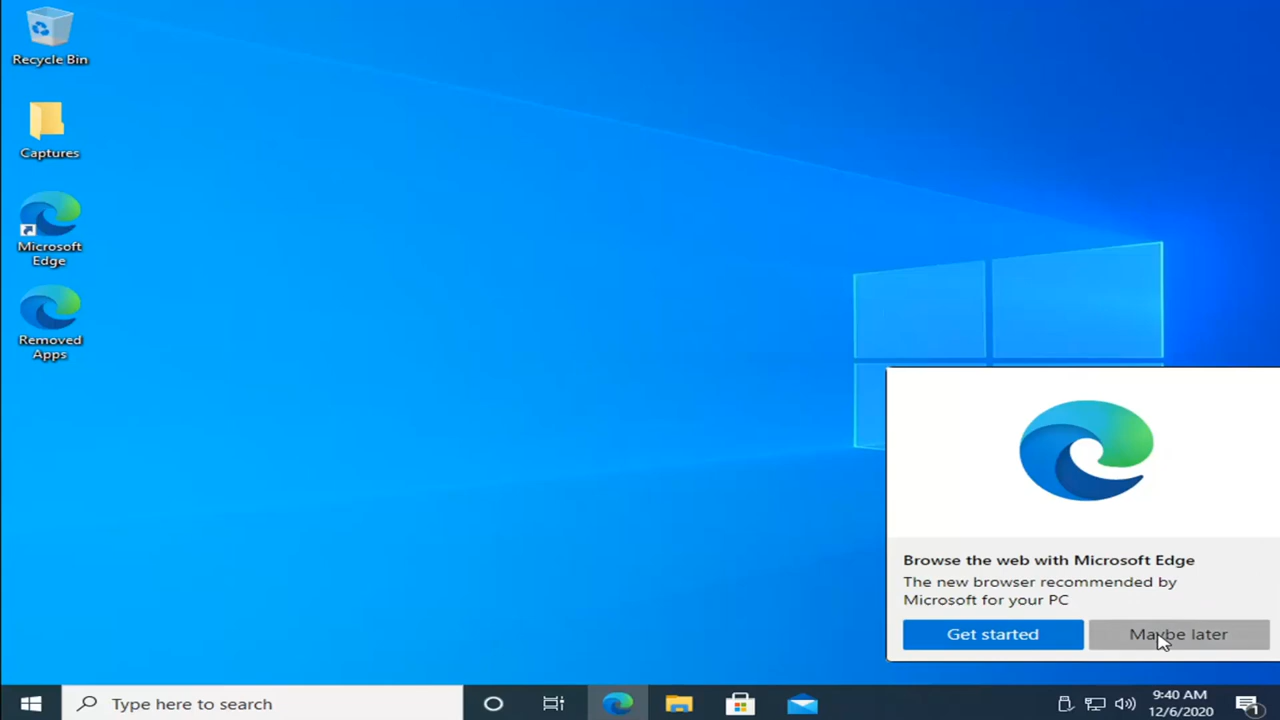 Recycle Bin
Captures
Microsoft
Edge
Removed
Apps
Browse the web with Microsoft Edge
The new browser recommended by
Microsoft for your PC
Get started
Maybe later
Type here to search
9:40 AM
12/6/2020
1